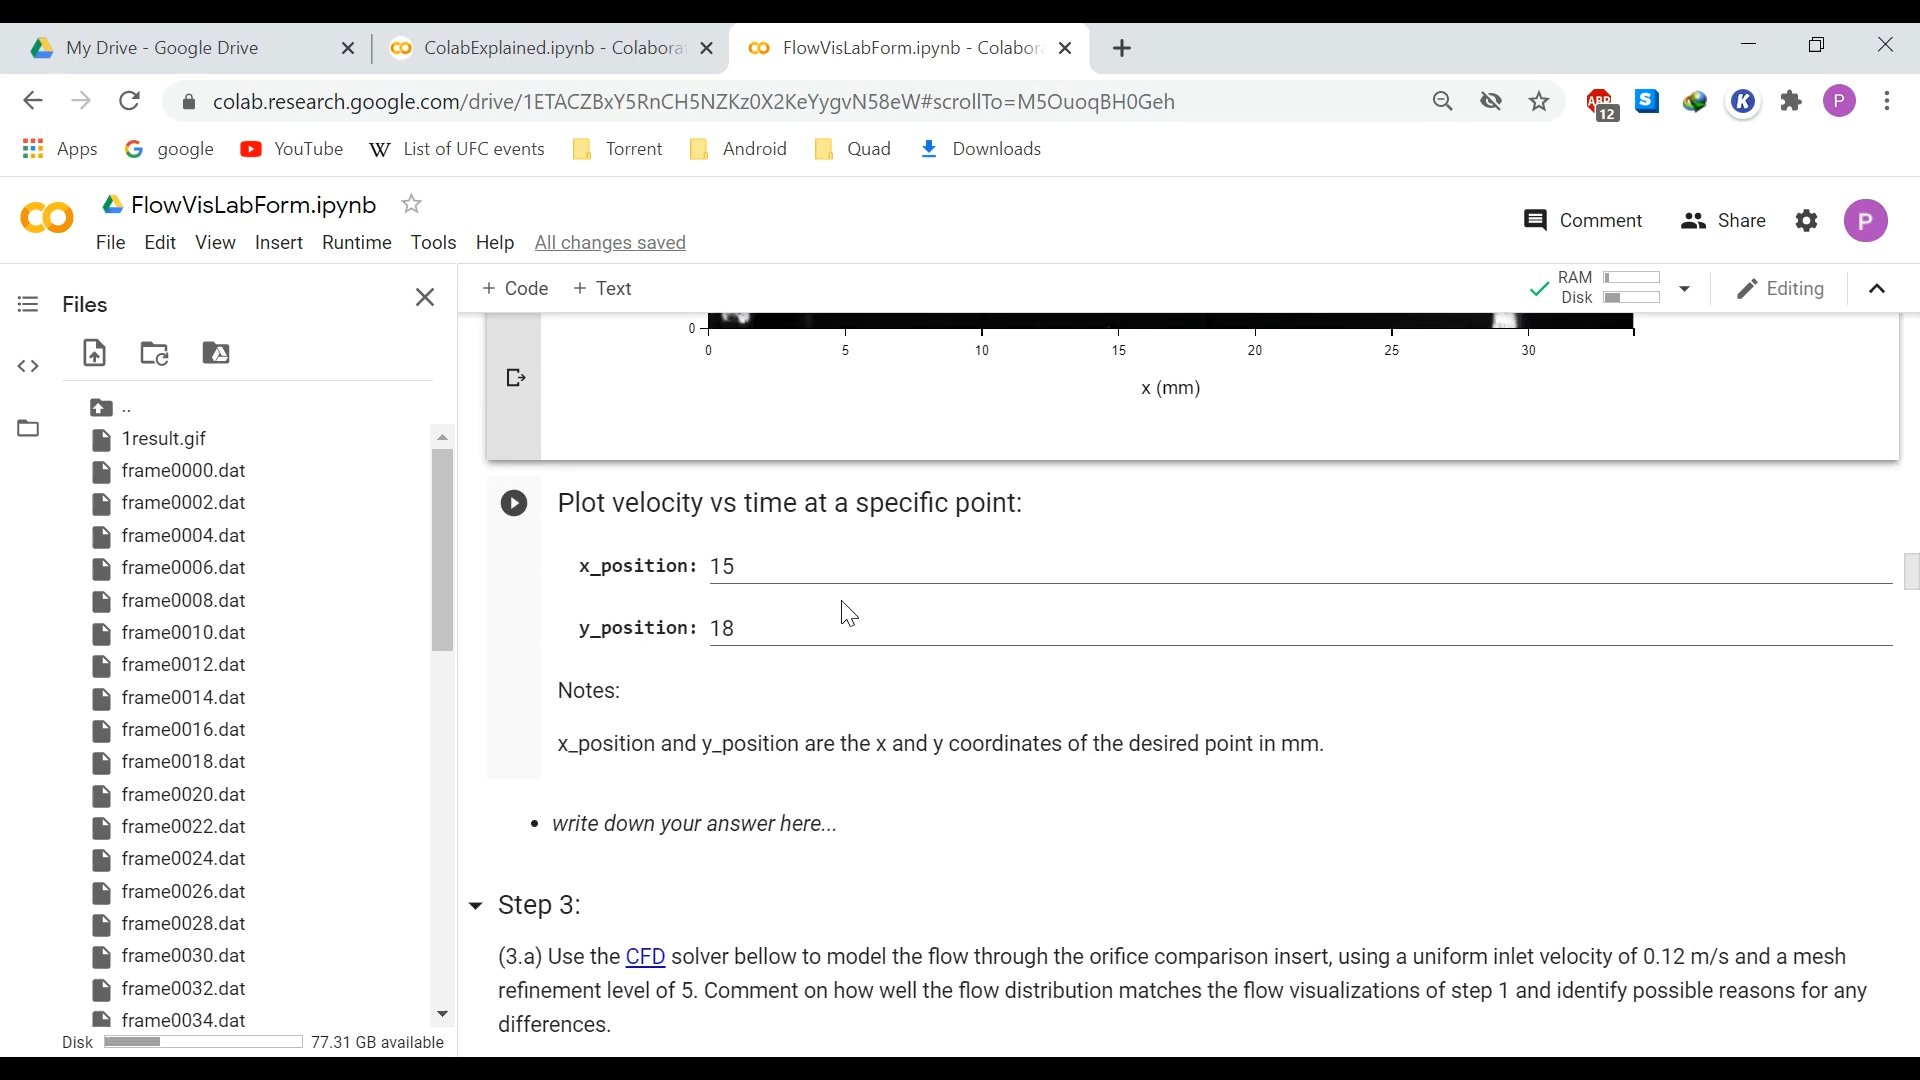 My Drive - Google Drive
ColabExplained.ipynb - Colabora
FlowVisLabForm.ipynb - Colabora
colab.research.google.com/drive/1ETACZBxY5RnCH5NZKz0X2KeYygvN58eW#scrollTo=M5OuoqBH0Geh
ABP
12
S
K
P
Apps
google
YouTube
W List of UFC events
Torrent
Android
Quad
Downloads
FlowVisLabForm.ipynb
File Edit View Insert Runtime Tools Help All changes saved
Comment
Share
P
Files
+ Code + Text
RAM
Disk
Editing
..
1result.gif
frame0000.dat
frame0002.dat
frame0004.dat
frame0006.dat
frame0008.dat
frame0010.dat
frame0012.dat
frame0014.dat
frame0016.dat
frame0018.dat
frame0020.dat
frame0022.dat
frame0024.dat
frame0026.dat
frame0028.dat
frame0030.dat
frame0032.dat
frame0034.dat
Disk 77.31 GB available
0
0 5 10 15 20 25 30
x (mm)
Plot velocity vs time at a specific point:
x_position: 15
y_position: 18
Notes:
x_position and y_position are the x and y coordinates of the desired point in mm.
• write down your answer here...
Step 3:
(3.a) Use the CFD solver bellow to model the flow through the orifice comparison insert, using a uniform inlet velocity of 0.12 m/s and a mesh
refinement level of 5. Comment on how well the flow distribution matches the flow visualizations of step 1 and identify possible reasons for any
differences.